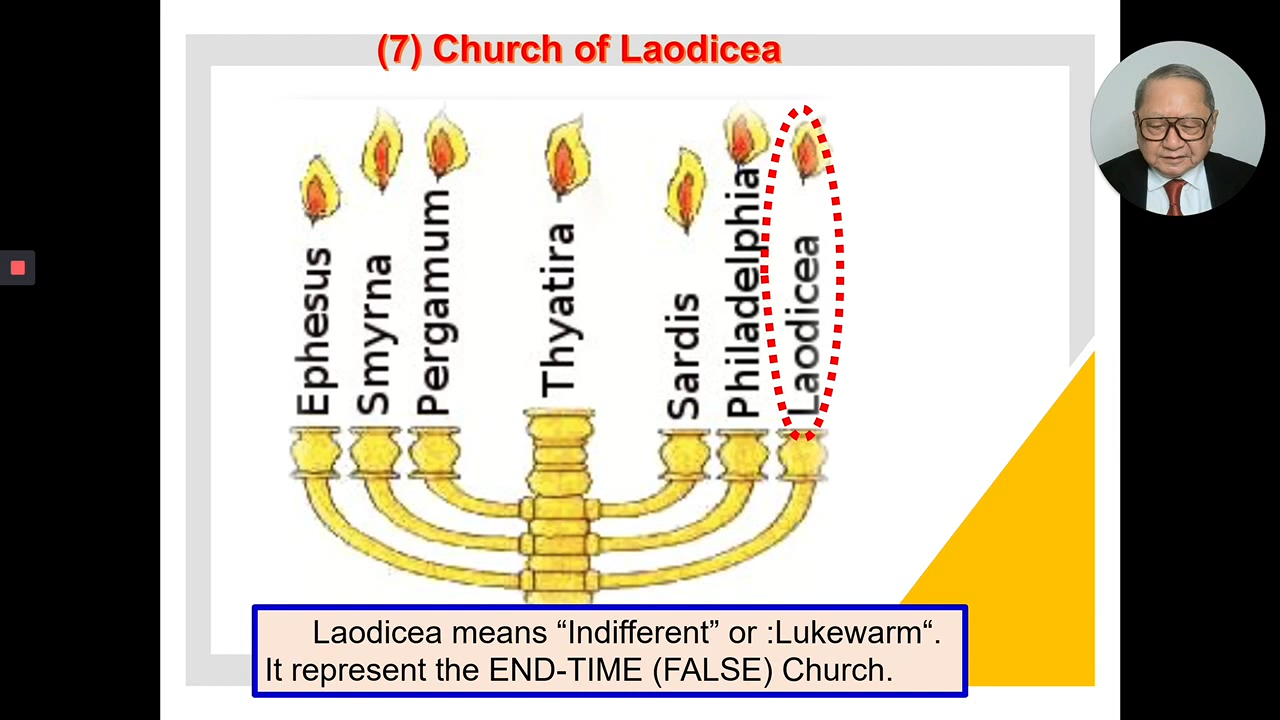 (7) Church of Laodicea
Ephesus
Smyrna
Pergamum
Thyatira
Sardis
Philadelphia
Laodicea
Laodicea means “Indifferent” or :Lukewarm“.
It represent the END-TIME (FALSE) Church.